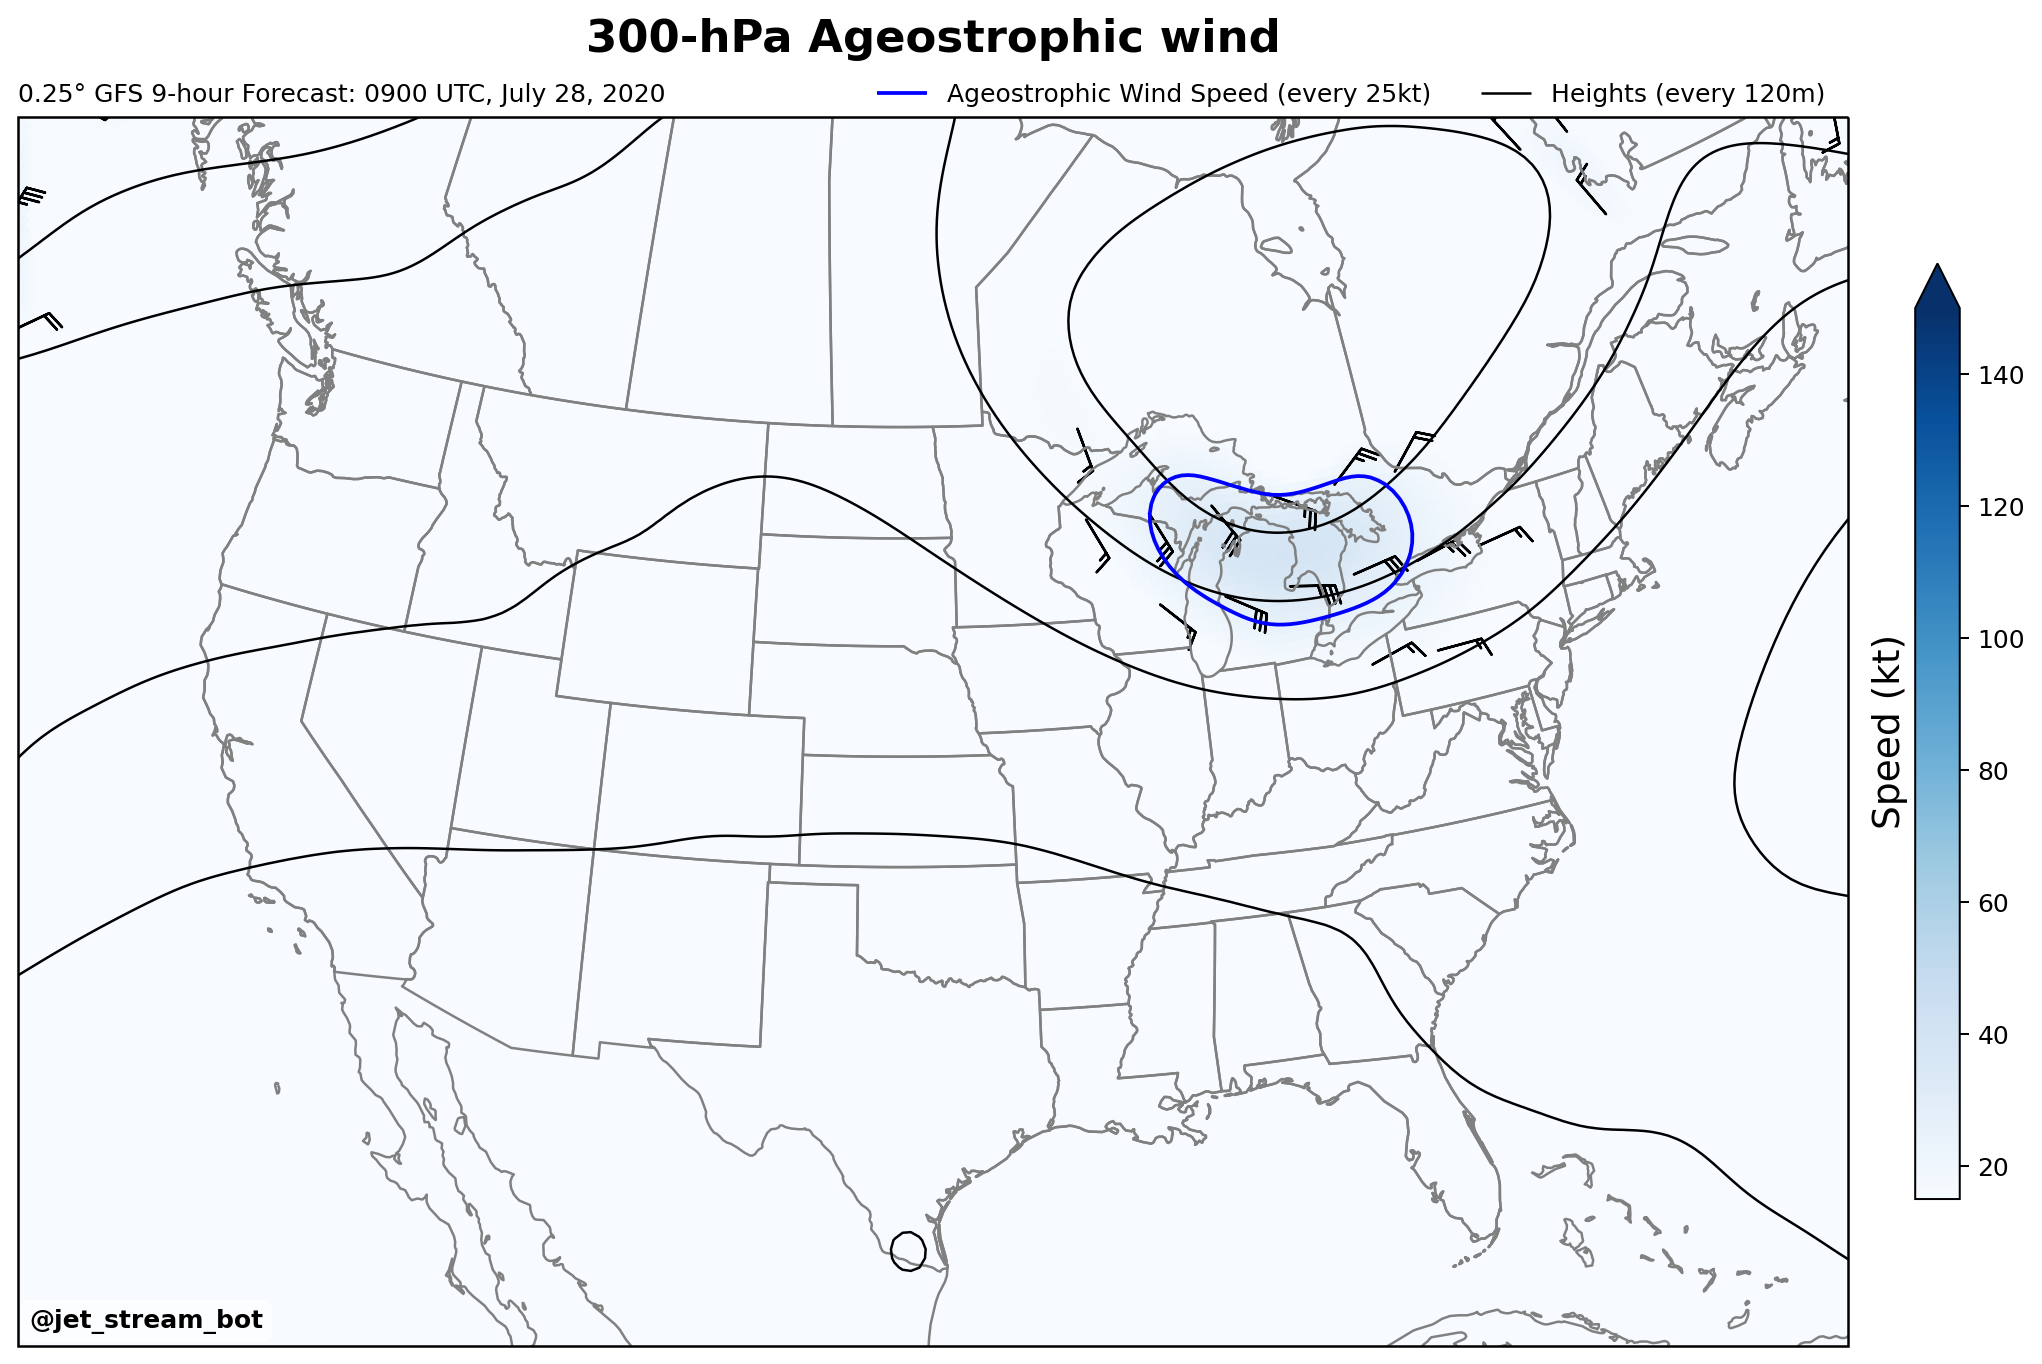 300-hPa Ageostrophic wind
0.25° GFS 9-hour Forecast: 0900 UTC, July 28, 2020
Ageostrophic Wind Speed (every 25kt)
Heights (every 120m)
140
120
100
80
60
40
20
Speed (kt)
@jet_stream_bot